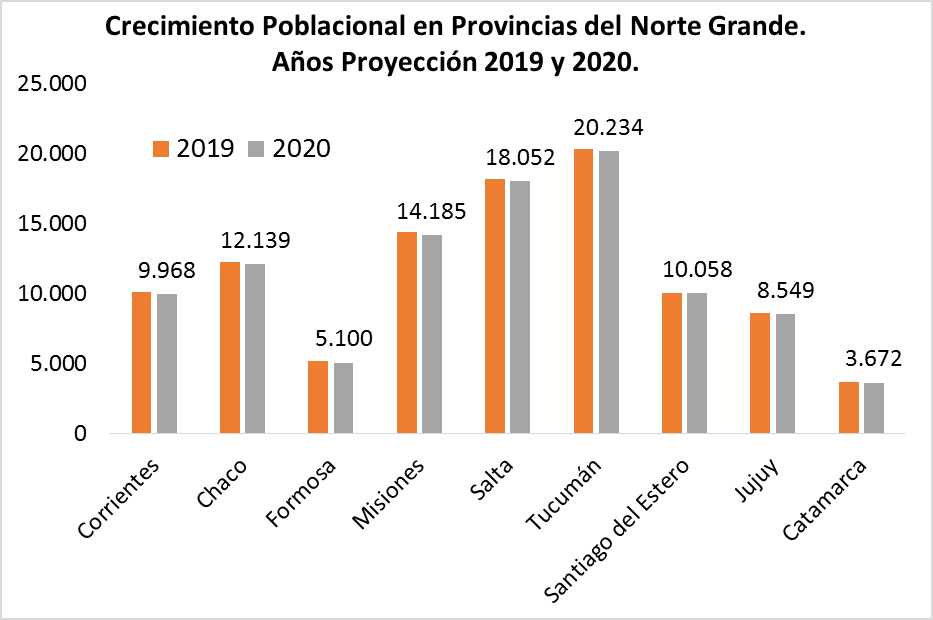 Crecimiento Poblacional en Provincias del Norte Grande.
Años Proyección 2019 y 2020.
25.000
20.000
15.000
10.000
5.000
0
2019 2020
9.968
12.139
5.100
14.185
18.052
20.234
10.058
8.549
3.672
Corrientes
Chaco
Formosa
Misiones
Salta
Tucumán
Santiago del Estero
Jujuy
Catamarca